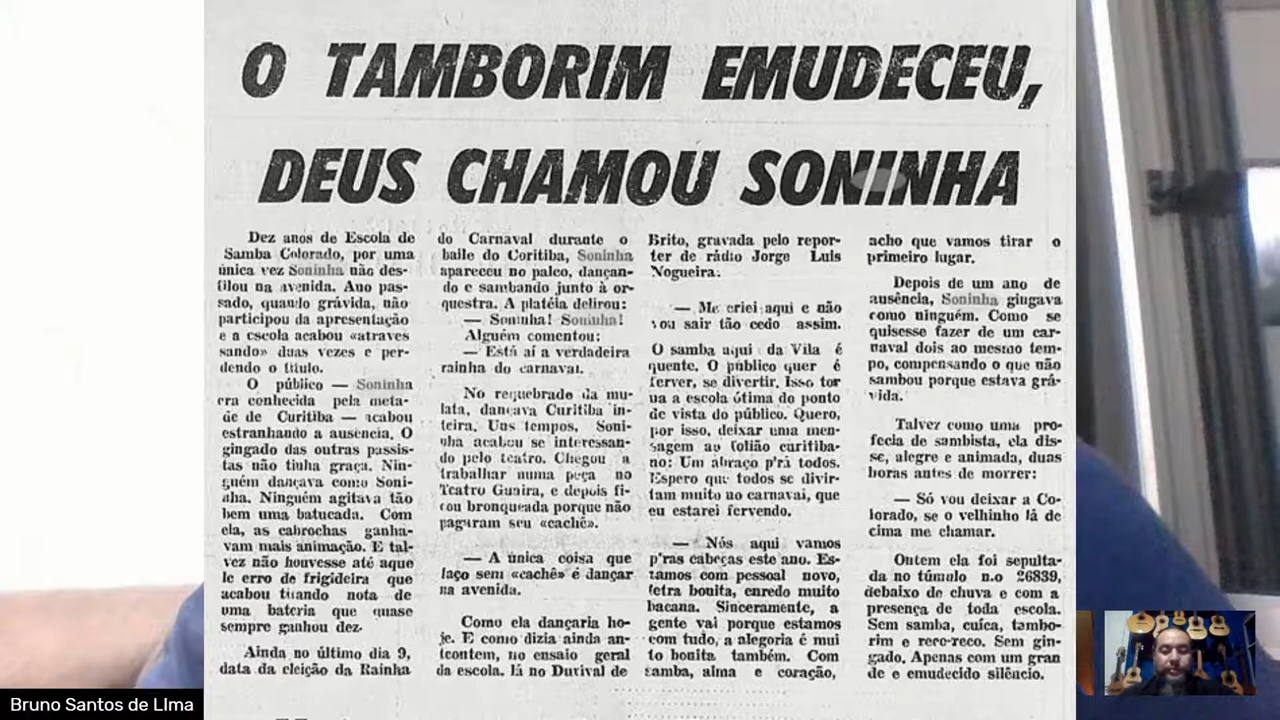 O TAMBORIM EMUDECEU,
DEUS CHAMOU SONINHA
Dez anos de Escola de
Samba Colorado, por uma
única vez Soninha não des-
filou na avenida. Ano pas-
sado, quando grávida, não
participou da apresentação
e a escola acabou «atraves
sando» duas vezes e per-
dendo o título.
O público — Soninha
era conhecida pela meta-
de de Curitiba — acabou
estranhando a ausência. O
gingado das outras passis-
tas não tinha graça. Nin-
guém dançava como Soni-
nha. Ninguém agitava tão
bem uma batucada. Com
ela, as cabrochas ganha-
vam mais animação. E tal-
vez não houvesse até aque
le erro de frigideira que
acabou tirando nota de
uma bateria que quase
sempre ganhou dez.
Ainda no último dia 9,
data da eleição da Rainha
do Carnaval durante o
baile do Coritiba, Soninha
apareceu no palco, dançan-
do e sambando junto à or-
questra. A platéia delirou:
— Soninha! Soninha!
Alguém comentou:
— Está aí a verdadeira
rainha do carnaval.
No requebrado da mu-
lata, dançava Curitiba in-
teira. Uns tempos, Soni-
nha acabou se interessan-
do pelo teatro. Chegou a
trabalhar numa peça no
Teatro Guaira, e depois fi-
cou bronqueada porque não
pagaram seu «cachê».
— A única coisa que
faço sem «cachê» é dançar
na avenida.
Como ela dançaria ho-
je. E como dizia ainda an-
teontem, no ensaio geral
da escola, lá no Durival de
Brito, gravada pelo repor-
ter de rádio Jorge Luis
Nogueira:
— Me criei aqui e não
vou sair tão cedo assim.
O samba aqui da Vila é
quente. O público quer é
ferver, se divertir. Isso tor
na a escola ótima do ponto
de vista do público. Quero,
por isso, deixar uma men-
sagem ao folião curitiba-
no: Um abraço p'rá todos.
Espero que todos se divir-
tam muito no carnaval, que
eu estarei fervendo.
— Nós aqui vamos
p'ras cabeças este ano. Es-
tamos com pessoal novo,
letra bonita, enredo muito
bacana. Sinceramente, a
gente vai porque estamos
com tudo, a alegoria é mui
to bonita também. Com
samba, alma e coração,
acho que vamos tirar o
primeiro lugar.
Depois de um ano de
ausência, Soninha gingava
como ninguém. Como se
quisesse fazer de um car-
naval dois ao mesmo tem-
po, compensando o que não
sambou porque estava grá-
vida.
Talvez como uma pro-
fecia de sambista, ela dis-
se, alegre e animada, duas
horas antes de morrer:
— Só vou deixar a Co-
lorado, se o velhinho lá de
cima me chamar.
Ontem ela foi sepulta-
da no túmulo n.o 26839,
debaixo de chuva e com a
presença de toda escola.
Sem samba, cuíca, tambo-
rim e reco-reco. Sem gin-
gado. Apenas com um gran
de e emudecido silêncio.
Bruno Santos de LIma